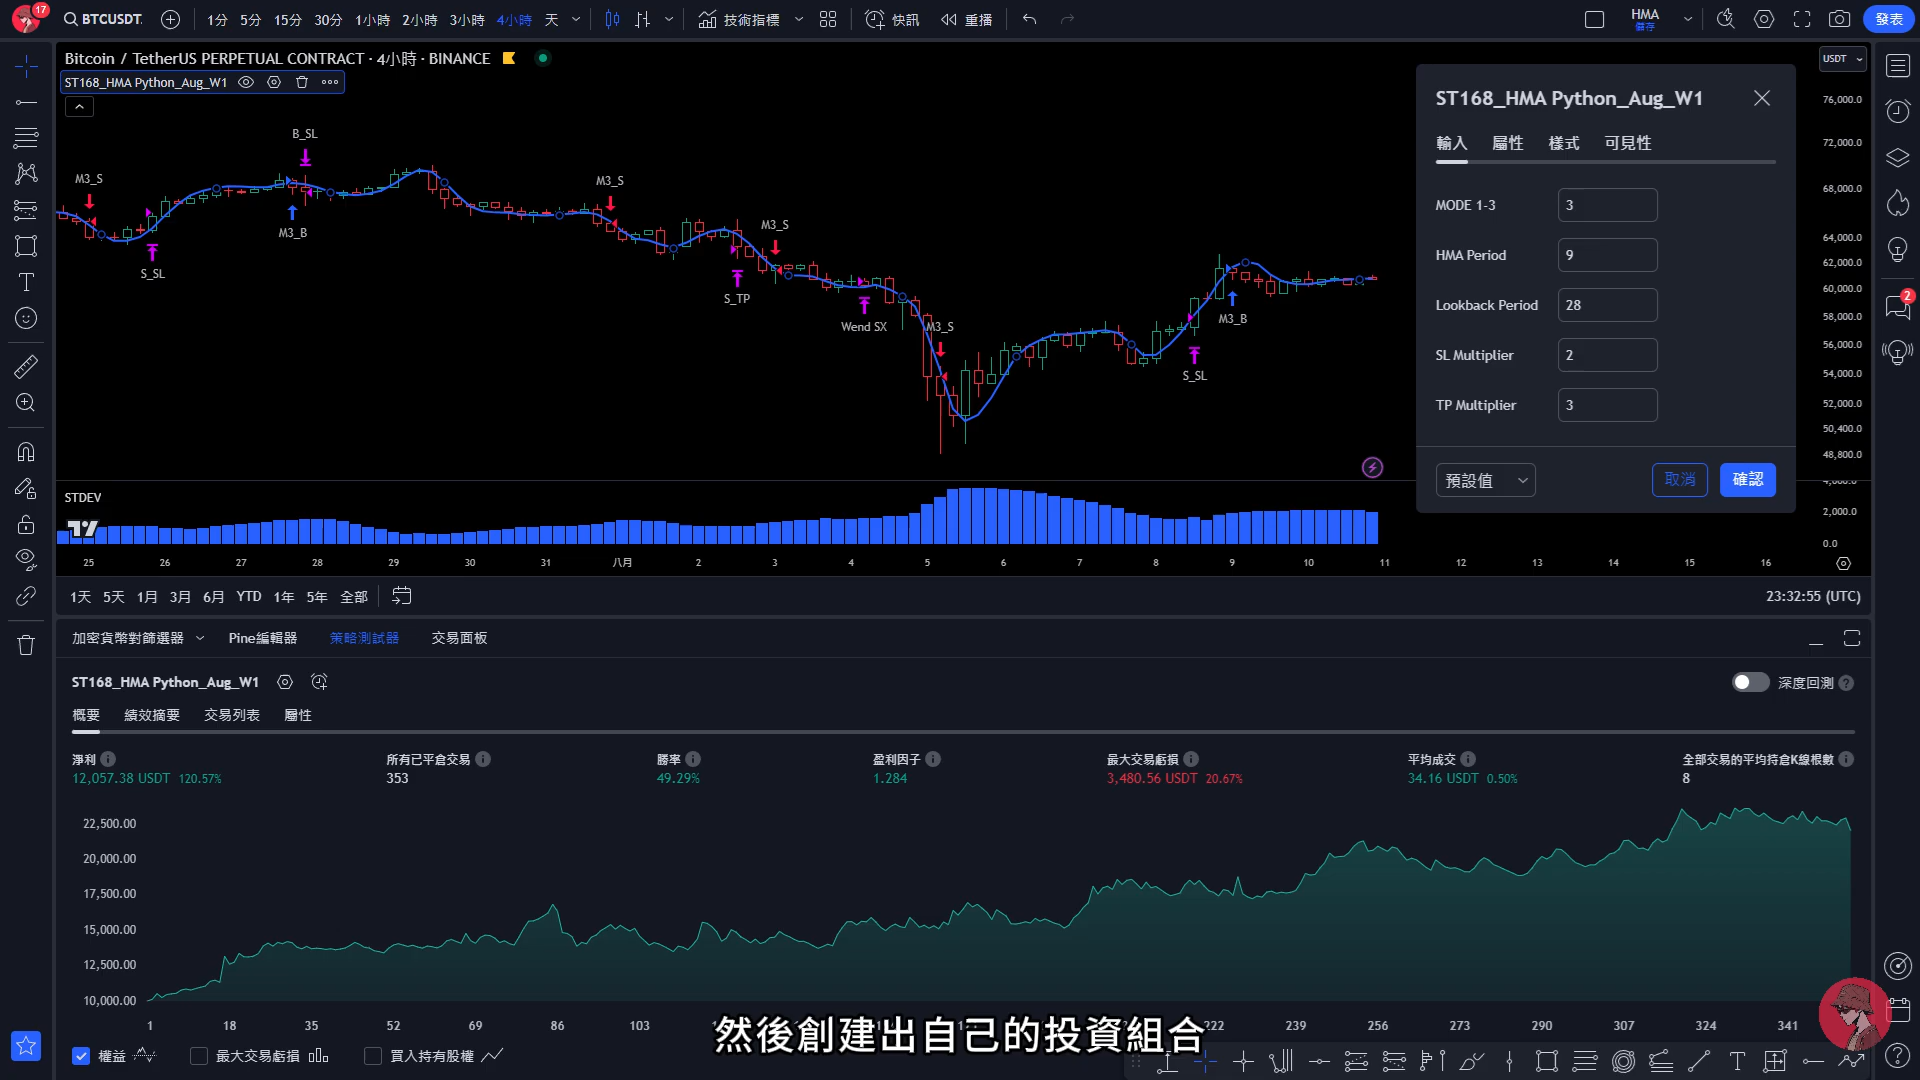 17
BTCUSDT.
1分 5分 15分 30分 1小時 2小時 3小時 4小時 天
技術指標
快訊
重播
HMA
儲存
發表
Bitcoin / TetherUS PERPETUAL CONTRACT · 4小時 · BINANCE
USDT
ST168_HMA Python_Aug_W1
M3_S
S_SL
B_SL
M3_B
M3_S
S_TP
M3_S
Wend SX
M3_S
S_SL
M3_B
76,000.0
72,000.0
68,000.0
64,000.0
62,000.0
60,000.0
58,000.0
56,000.0
54,000.0
52,000.0
50,400.0
48,800.0
ST168_HMA Python_Aug_W1
輸入 屬性 樣式 可見性
MODE 1-3 3
HMA Period 9
Lookback Period 28
SL Multiplier 2
TP Multiplier 3
預設值
取消
確認
2
STDEV
4,000.0
2,000.0
0.0
25 26 27 28 29 30 31 八月 2 3 4 5 6 7 8 9 10 11 12 13 14 15 16
1天 5天 1月 3月 6月 YTD 1年 5年 全部
23:32:55 (UTC)
加密貨幣對篩選器 Pine編輯器 策略測試器 交易面板
ST168_HMA Python_Aug_W1
深度回測
概要 績效摘要 交易列表 屬性
淨利 所有已平倉交易 勝率 盈利因子 最大交易虧損 平均成交 全部交易的平均持倉K線根數
12,057.38 USDT 120.57% 353 49.29% 1.284 3,480.56 USDT 20.67% 34.16 USDT 0.50% 8
22,500.00
20,000.00
17,500.00
15,000.00
12,500.00
10,000.00
1 18 35 52 69 86 103 222 239 256 273 290 307 324 341
然後創建出自己的投資組合
權益 最大交易虧損 買入持有股權